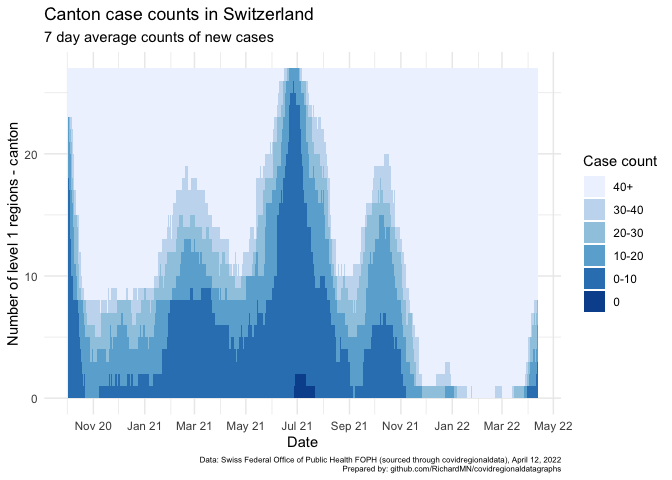 Canton case counts in Switzerland
7 day average counts of new cases
Number of level 1 regions - canton
20
10
0
Nov 20 Jan 21 Mar 21 May 21 Jul 21 Sep 21 Nov 21 Jan 22 Mar 22 May 22
Date
Case count
40+
30-40
20-30
10-20
0-10
0
Data: Swiss Federal Office of Public Health FOPH (sourced through covidregionaldata), April 12, 2022
Prepared by: github.com/RichardMN/covidregionaldatagraphs